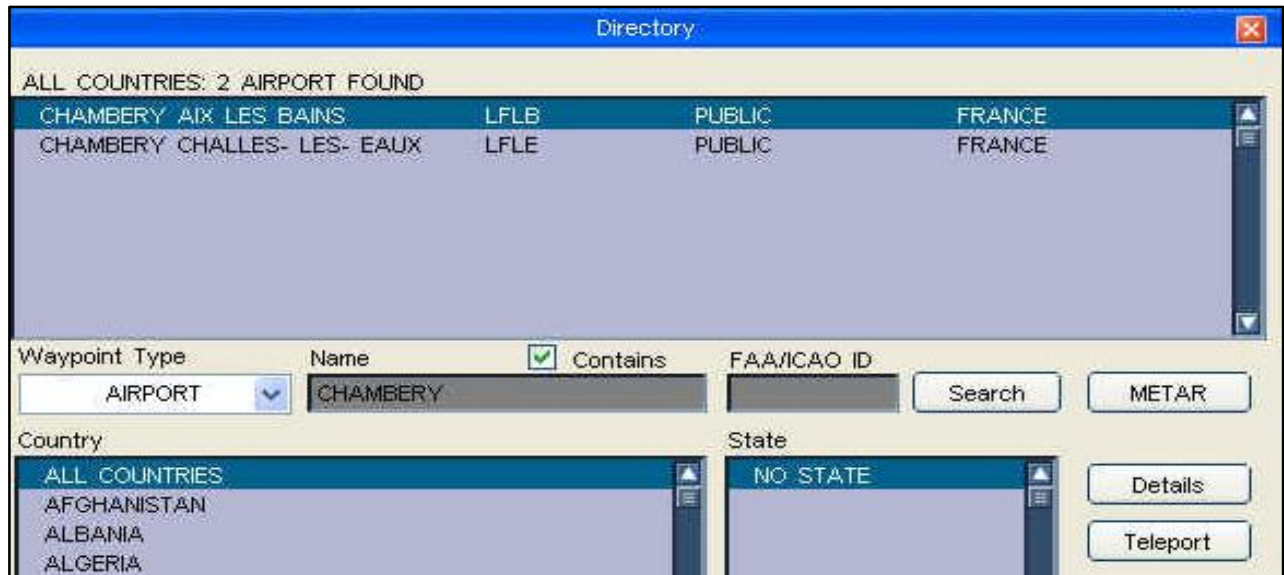 Directory
ALL COUNTRIES: 2 AIRPORT FOUND
CHAMBERY AIX LES BAINS LFLB PUBLIC FRANCE
CHAMBERY CHALLES- LES- EAUX LFLE PUBLIC FRANCE
Waypoint Type Name Contains FAA/ICAO ID
AIRPORT CHAMBERY Search METAR
Country State
ALL COUNTRIES NO STATE Details
AFGHANISTAN
ALBANIA Teleport
ALGERIA